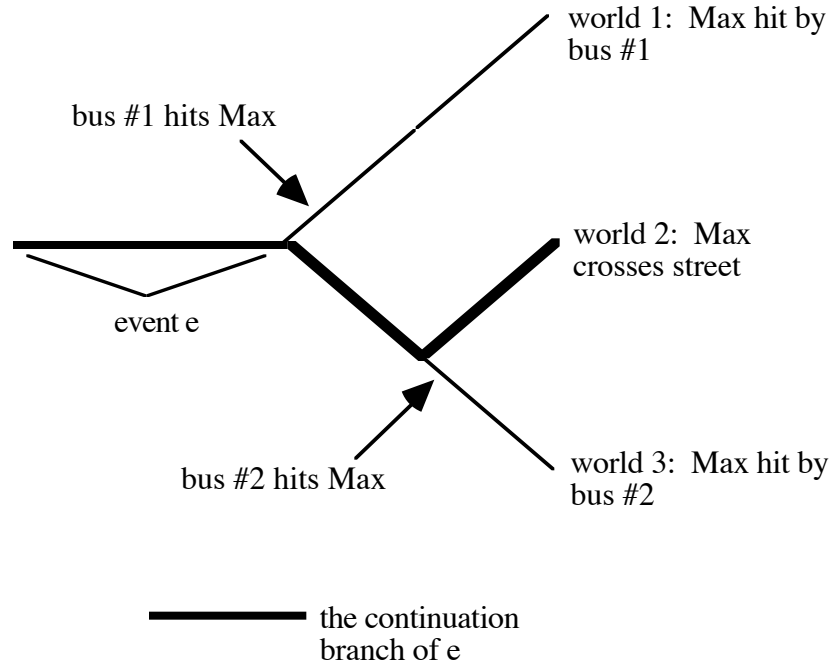 world 1:  Max hit by
bus #1
bus #1 hits Max
world 2:  Max
crosses street
event e
bus #2 hits Max
world 3:  Max hit by
bus #2
the continuation
branch of e